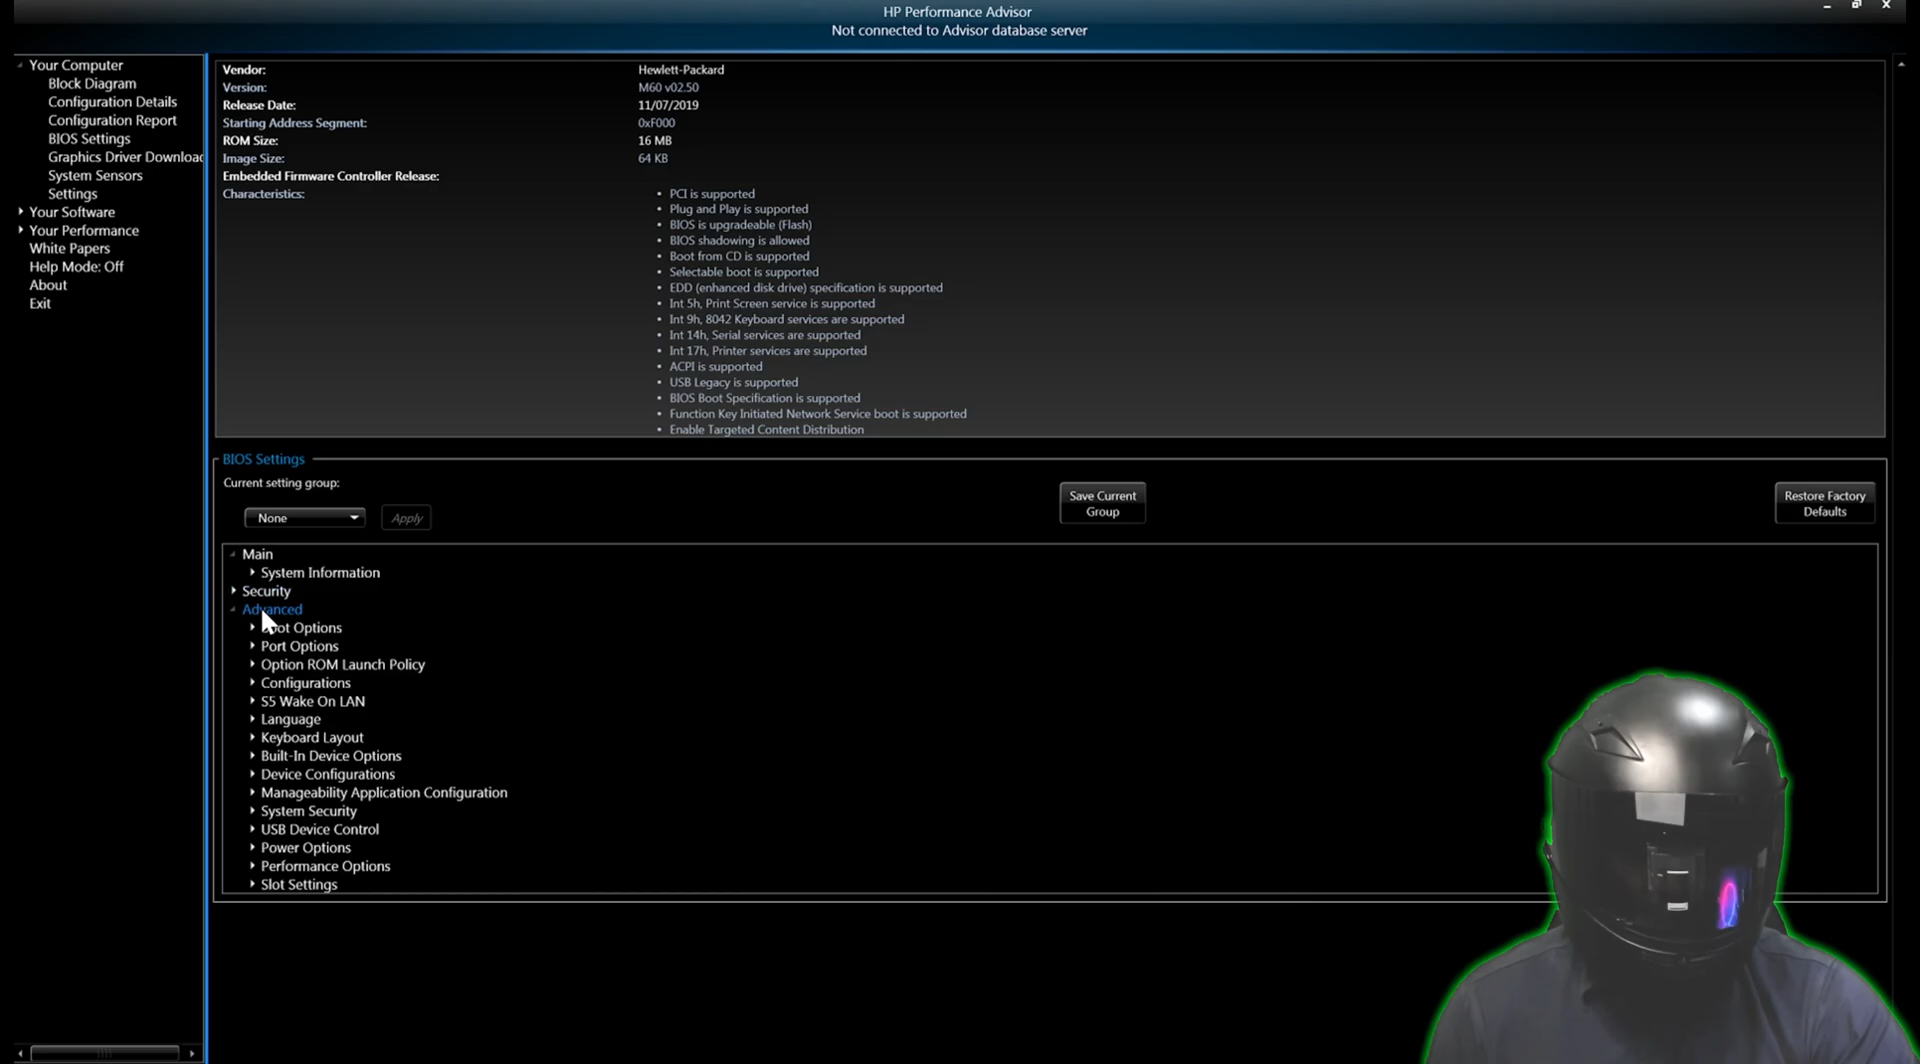 HP Performance Advisor
Not connected to Advisor database server
Your Computer
Block Diagram
Configuration Details
Configuration Report
BIOS Settings
Graphics Driver Downloa
System Sensors
Settings
Your Software
Your Performance
White Papers
Help Mode: Off
About
Exit
Vendor: Hewlett-Packard
Version: M60 v02.50
Release Date: 11/07/2019
Starting Address Segment: 0xF000
ROM Size: 16 MB
Image Size: 64 KB
Embedded Firmware Controller Release:
Characteristics:
• PCI is supported
• Plug and Play is supported
• BIOS is upgradeable (Flash)
• BIOS shadowing is allowed
• Boot from CD is supported
• Selectable boot is supported
• EDD (enhanced disk drive) specification is supported
• Int 5h, Print Screen service is supported
• Int 9h, 8042 Keyboard services are supported
• Int 14h, Serial services are supported
• Int 17h, Printer services are supported
• ACPI is supported
• USB Legacy is supported
• BIOS Boot Specification is supported
• Function Key Initiated Network Service boot is supported
• Enable Targeted Content Distribution
BIOS Settings
Current setting group:
None
Apply
Save Current
Group
Restore Factory
Defaults
Main
System Information
Security
Advanced
Boot Options
Port Options
Option ROM Launch Policy
Configurations
S5 Wake On LAN
Language
Keyboard Layout
Built-In Device Options
Device Configurations
Manageability Application Configuration
System Security
USB Device Control
Power Options
Performance Options
Slot Settings